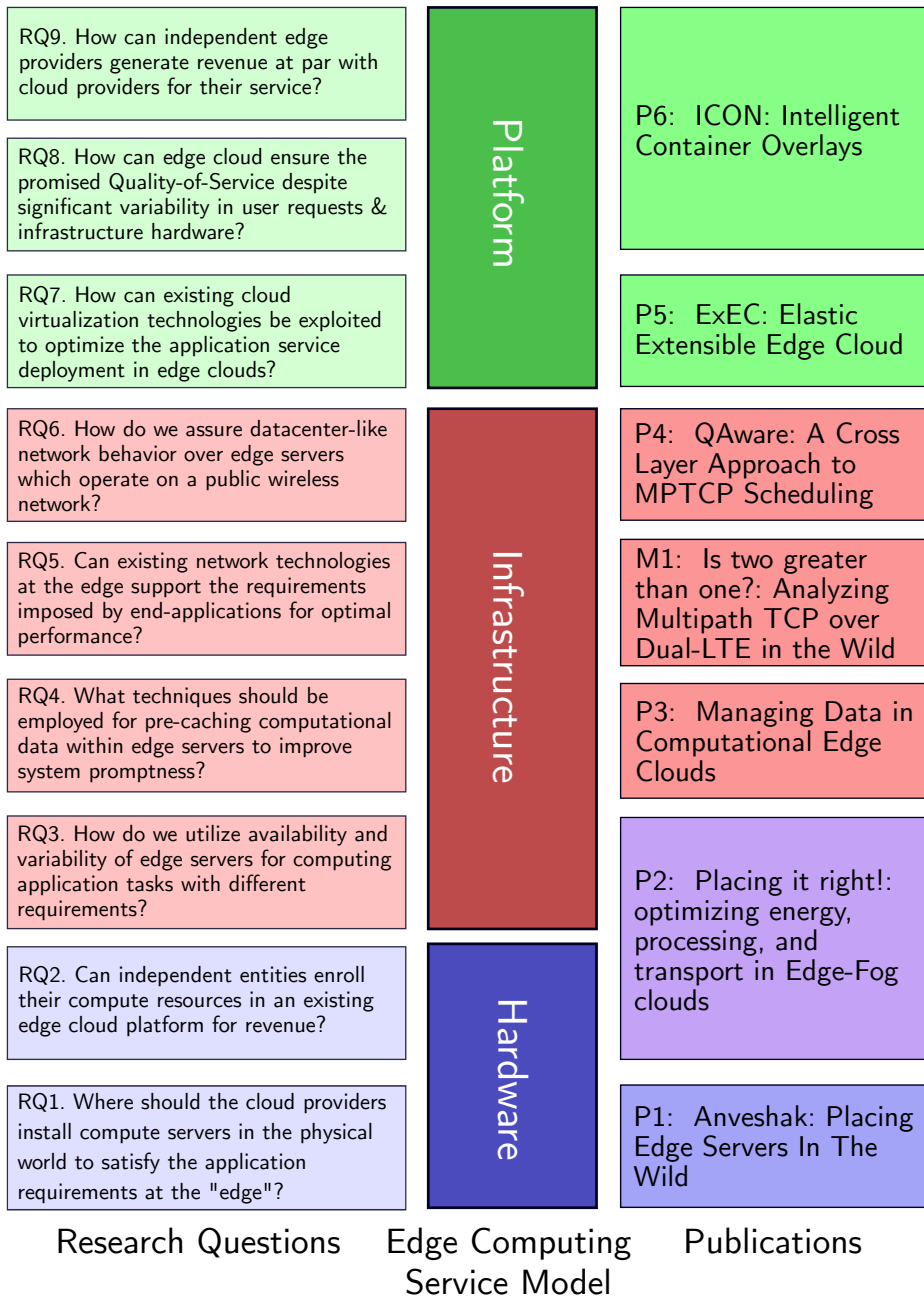 RQ9. How can independent edge
providers generate revenue at par with
cloud providers for their service?
RQ8. How can edge cloud ensure the
promised Quality-of-Service despite
significant variability in user requests &
infrastructure hardware?
RQ7. How can existing cloud
virtualization technologies be exploited
to optimize the application service
deployment in edge clouds?
RQ6. How do we assure datacenter-like
network behavior over edge servers
which operate on a public wireless
network?
RQ5. Can existing network technologies
at the edge support the requirements
imposed by end-applications for optimal
performance?
RQ4. What techniques should be
employed for pre-caching computational
data within edge servers to improve
system promptness?
RQ3. How do we utilize availability and
variability of edge servers for computing
application tasks with different
requirements?
RQ2. Can independent entities enroll
their compute resources in an existing
edge cloud platform for revenue?
RQ1. Where should the cloud providers
install compute servers in the physical
world to satisfy the application
requirements at the "edge"?
Research Questions
Platform
Infrastructure
Hardware
Edge Computing
Service Model
P6: ICON: Intelligent
Container Overlays
P5: ExEC: Elastic
Extensible Edge Cloud
P4: QAware: A Cross
Layer Approach to
MPTCP Scheduling
M1: Is two greater
than one?: Analyzing
Multipath TCP over
Dual-LTE in the Wild
P3: Managing Data in
Computational Edge
Clouds
P2: Placing it right!:
optimizing energy,
processing, and
transport in Edge-Fog
clouds
P1: Anveshak: Placing
Edge Servers In The
Wild
Publications